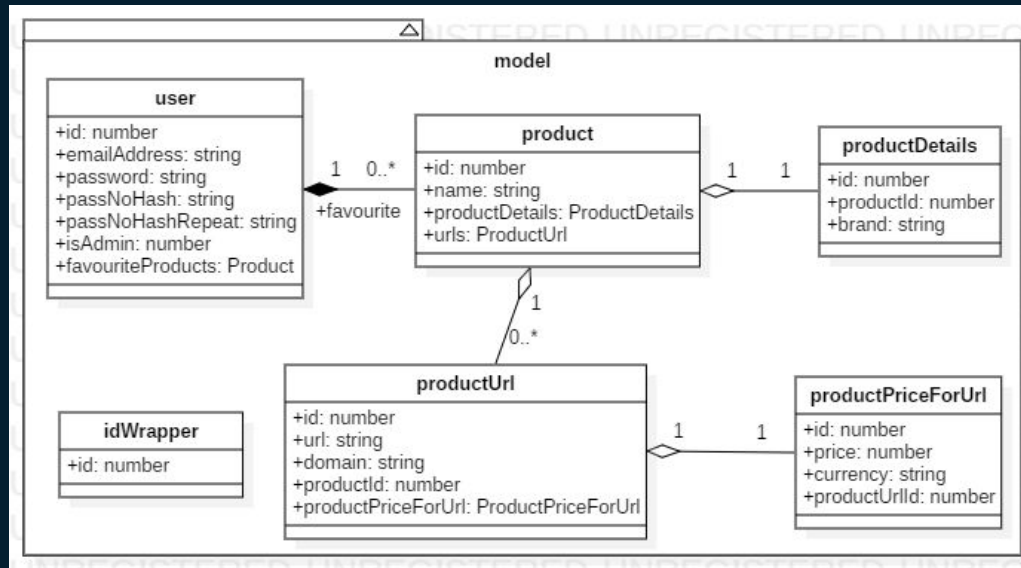 UNREGISTERED UNREGISTERED UNREG
model
user
+id: number
+emailAddress: string
+password: string
+passNoHash: string
+passNoHashRepeat: string
+isAdmin: number
+favouriteProducts: Product
1 0..*
+favourite
product
+id: number
+name: string
+productDetails: ProductDetails
+urls: ProductUrl
1 1
productDetails
+id: number
+productId: number
+brand: string
1
0..*
idWrapper
+id: number
productUrl
+id: number
+url: string
+domain: string
+productId: number
+productPriceForUrl: ProductPriceForUrl
1 1
productPriceForUrl
+id: number
+price: number
+currency: string
+productUrlId: number